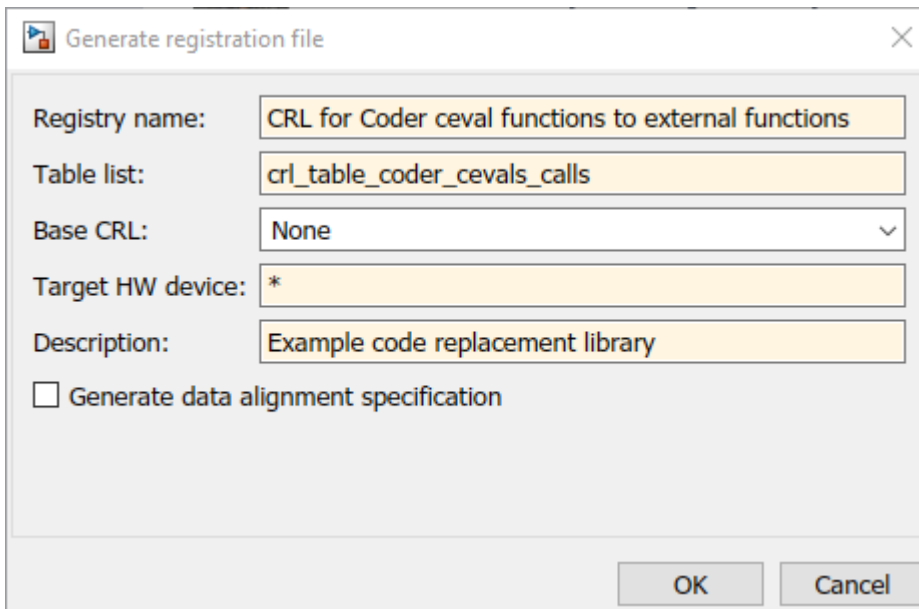 Generate registration file
Registry name: CRL for Coder ceval functions to external functions
Table list: crl_table_coder_cevals_calls
Base CRL: None
Target HW device: *
Description: Example code replacement library
Generate data alignment specification
OK Cancel